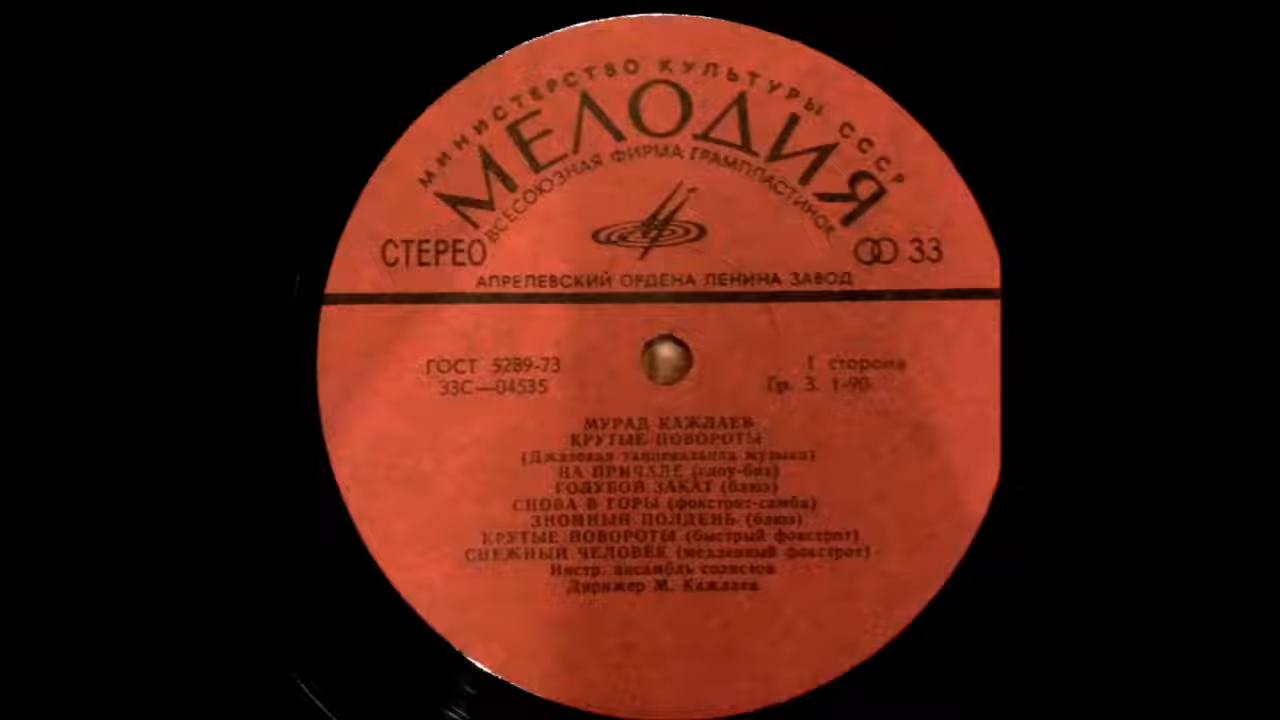 МИНИСТЕРСТВО КУЛЬТУРЫ СССР
МЕЛОДИЯ
ВСЕСОЮЗНАЯ ФИРМА ГРАМПЛАСТИНОК
СТЕРЕО
33
АПРЕЛЕВСКИЙ ОРДЕНА ЛЕНИНА ЗАВОД
ГОСТ 5289-73
33С—04535
1 сторона
Гр. 3. 1-90
МУРАД КАЖЛАЕВ
КРУТЫЕ ПОВОРОТЫ
(Джазовая танцевальная музыка)
НА ПРИЧАЛЕ (слоу-биг)
ГОЛУБОЙ ЗАКАТ (блюз)
СНОВА В ГОРЫ (фокстрот-самба)
ЗНОЙНЫЙ ПОЛДЕНЬ (блюз)
КРУТЫЕ ПОВОРОТЫ (быстрый фокстрот)
СНЕЖНЫЙ ЧЕЛОВЕК (медленный фокстрот)
Инстр. ансамбль солистов
Дирижер М. Кажлаев